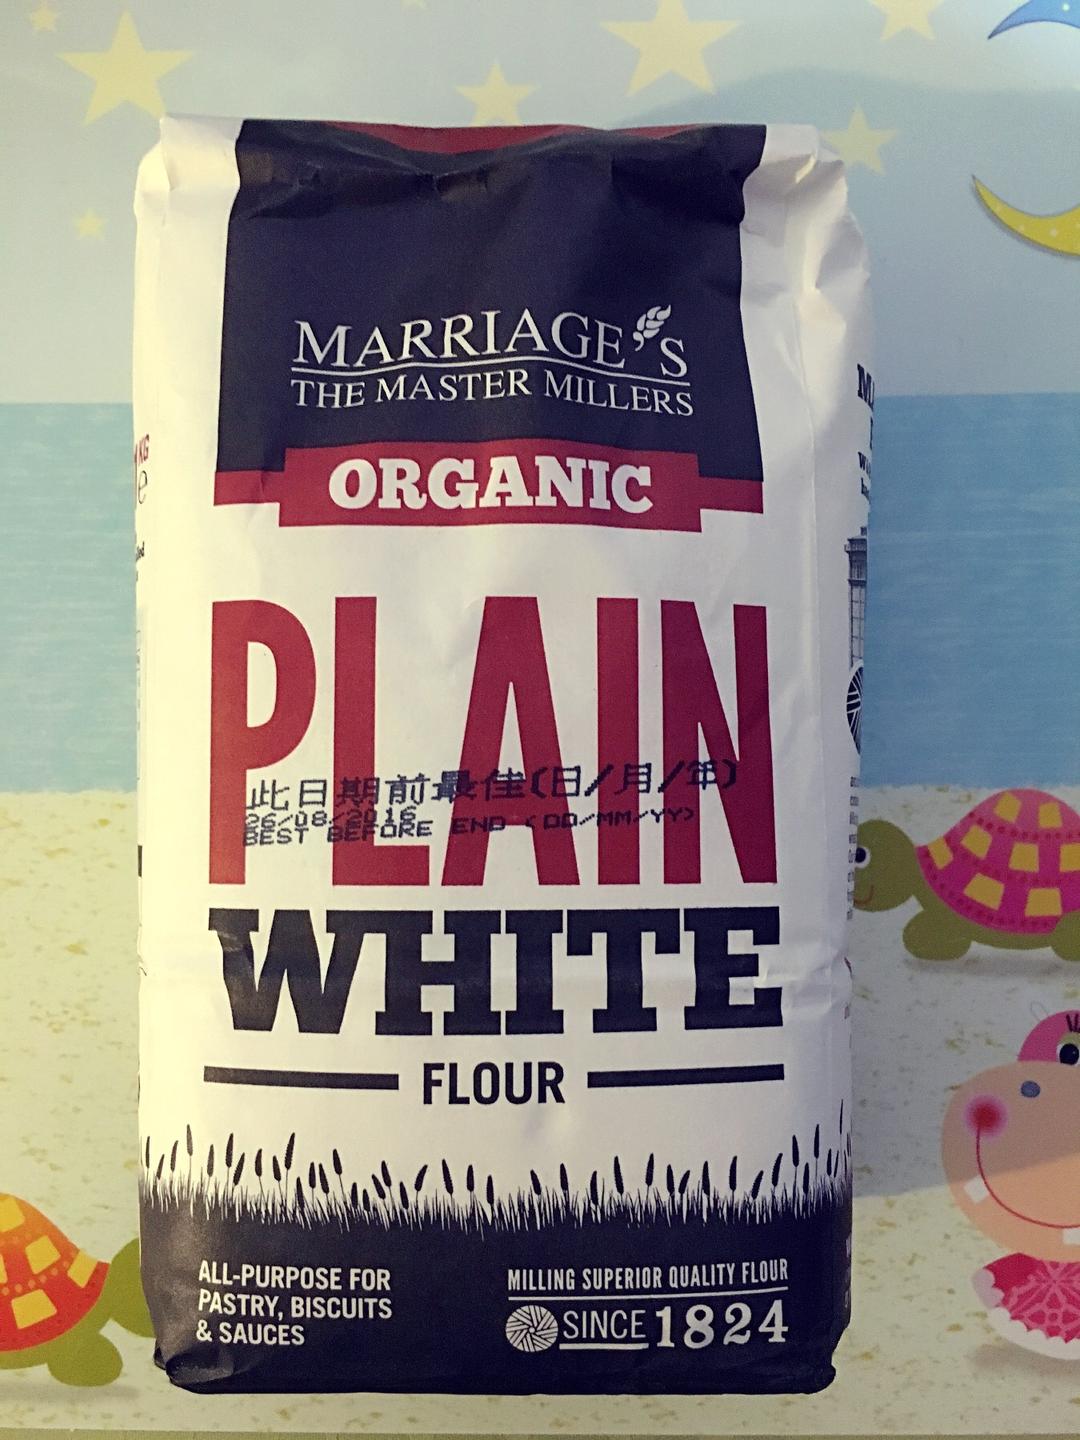 MARRIAGE'S
THE MASTER MILLERS
ORGANIC
PLAIN
此日期前最佳(日/月/年)
26/08/2016
BEST BEFORE END (DD/MM/YY)
WHITE
FLOUR
ALL-PURPOSE FOR
PASTRY, BISCUITS
& SAUCES
MILLING SUPERIOR QUALITY FLOUR
SINCE 1824
KG
e